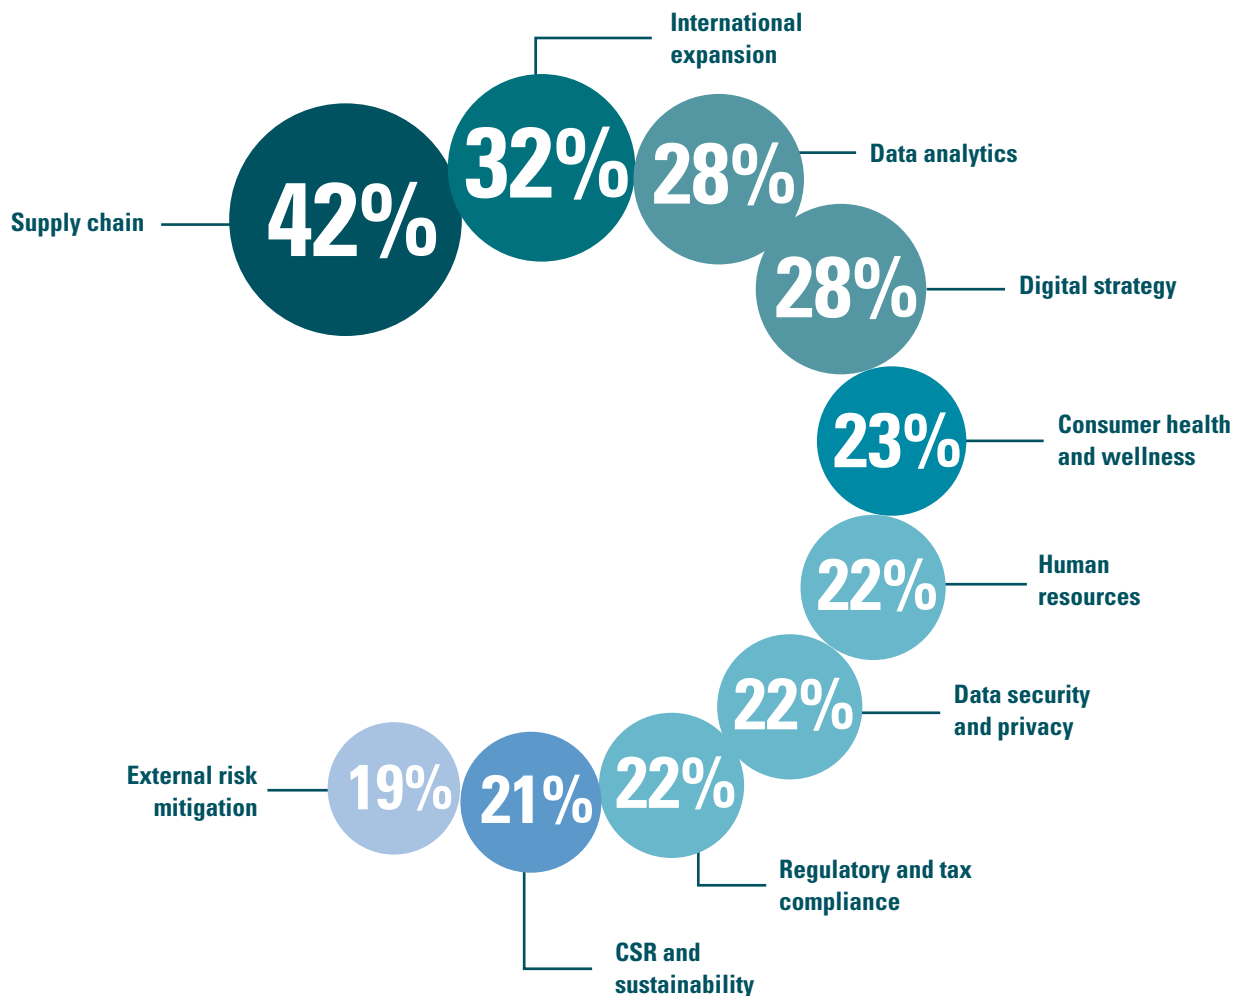 International
expansion
32%
28%
Data analytics
Supply chain
42%
28%
Digital strategy
23%
Consumer health
and wellness
22%
Human
resources
22%
Data security
and privacy
External risk
mitigation
19%
21%
22%
Regulatory and tax
compliance
CSR and
sustainability